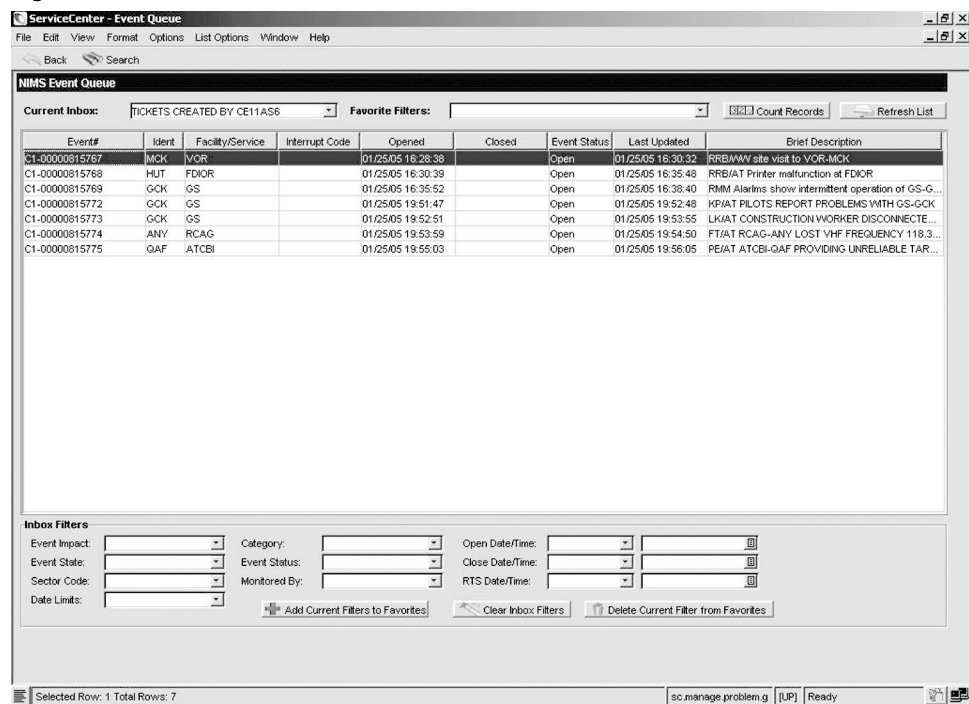 ServiceCenter - Event Queue
File Edit View Format Options List Options Window Help
Back Search
NIMS Event Queue
Current Inbox: TICKETS CREATED BY CE11AS6 Favorite Filters: Count Records Refresh List
Event# Ident Facility/Service Interrupt Code Opened Closed Event Status Last Updated Brief Description
C1-00000815767 MCK VOR 01/25/05 16:28:38 Open 01/25/05 16:30:32 RRB/WW site visit to VOR-MCK
C1-00000815768 HUT FDIOR 01/25/05 16:30:39 Open 01/25/05 16:35:48 RRB/AT Printer malfunction at FDIOR
C1-00000815769 GCK GS 01/25/05 16:35:52 Open 01/25/05 16:38:40 RMM Alarlms show intermittent operation of GS-G...
C1-00000815772 GCK GS 01/25/05 19:51:47 Open 01/25/05 19:52:48 KP/AT PILOTS REPORT PROBLEMS WITH GS-GCK
C1-00000815773 GCK GS 01/25/05 19:52:51 Open 01/25/05 19:53:55 LK/AT CONSTRUCTION WORKER DISCONNECTE...
C1-00000815774 ANY RCAG 01/25/05 19:53:59 Open 01/25/05 19:54:50 FT/AT RCAG-ANY LOST VHF FREQUENCY 118.3...
C1-00000815775 QAF ATCBI 01/25/05 19:55:03 Open 01/25/05 19:56:05 PE/AT ATCBI-QAF PROVIDING UNRELIABLE TAR...
Inbox Filters
Event Impact: Category: Open Date/Time:
Event State: Event Status: Close Date/Time:
Sector Code: Monitored By: RTS Date/Time:
Date Limits:
Add Current Filters to Favorites Clear Inbox Filters Delete Current Filter from Favorites
Selected Row: 1 Total Rows: 7 sc.manage.problem.g [UP] Ready